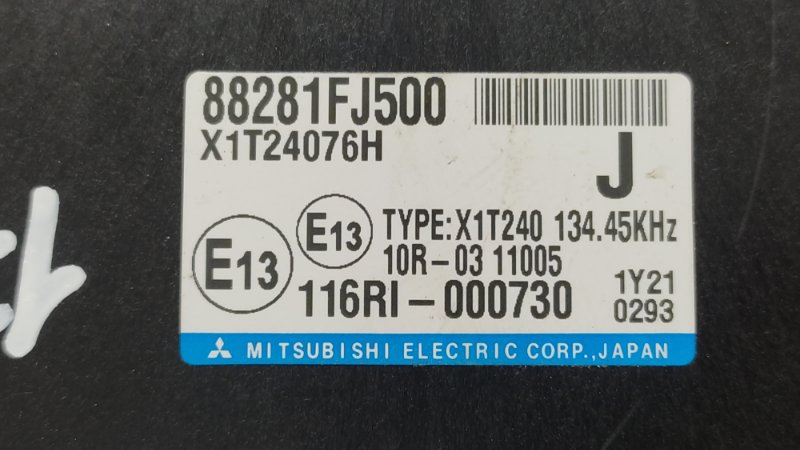 88281FJ500
X1T24076H
J
E13
E13
TYPE:X1T240 134.45KHz
10R-03 11005
116RI-000730
1Y21
0293
MITSUBISHI ELECTRIC CORP.,JAPAN